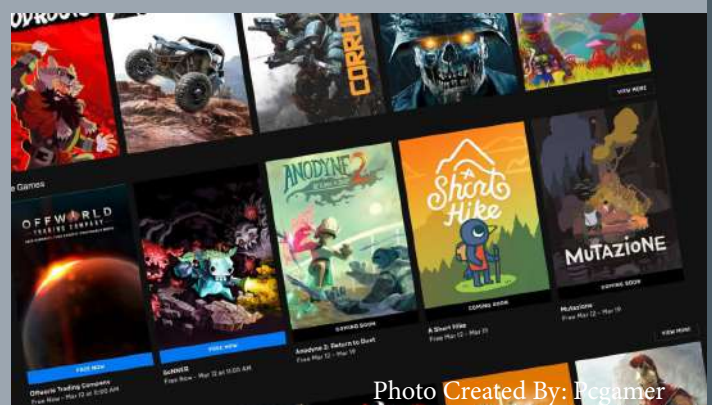 CORRUP
VIEW MORE
e Games
OFFWORLD
TRADING COMPANY
FREE NOW
Offworld Trading Company
Free Now - Mar 12 at 11:00 AM
FREE NOW
GoNNER
Free Now - Mar 12 at 11:00 AM
ANODYNE 2
RETURN TO DUST
COMING SOON
Anodyne 2: Return to Dust
Free Mar 12 - Mar 19
A
Short
Hike
COMING SOON
A Short Hike
Free Mar 12 - Mar 19
MUTAZIONE
COMING SOON
Mutazione
Free Mar 12 - Mar 19
VIEW MORE
Photo Created By: Pcgamer